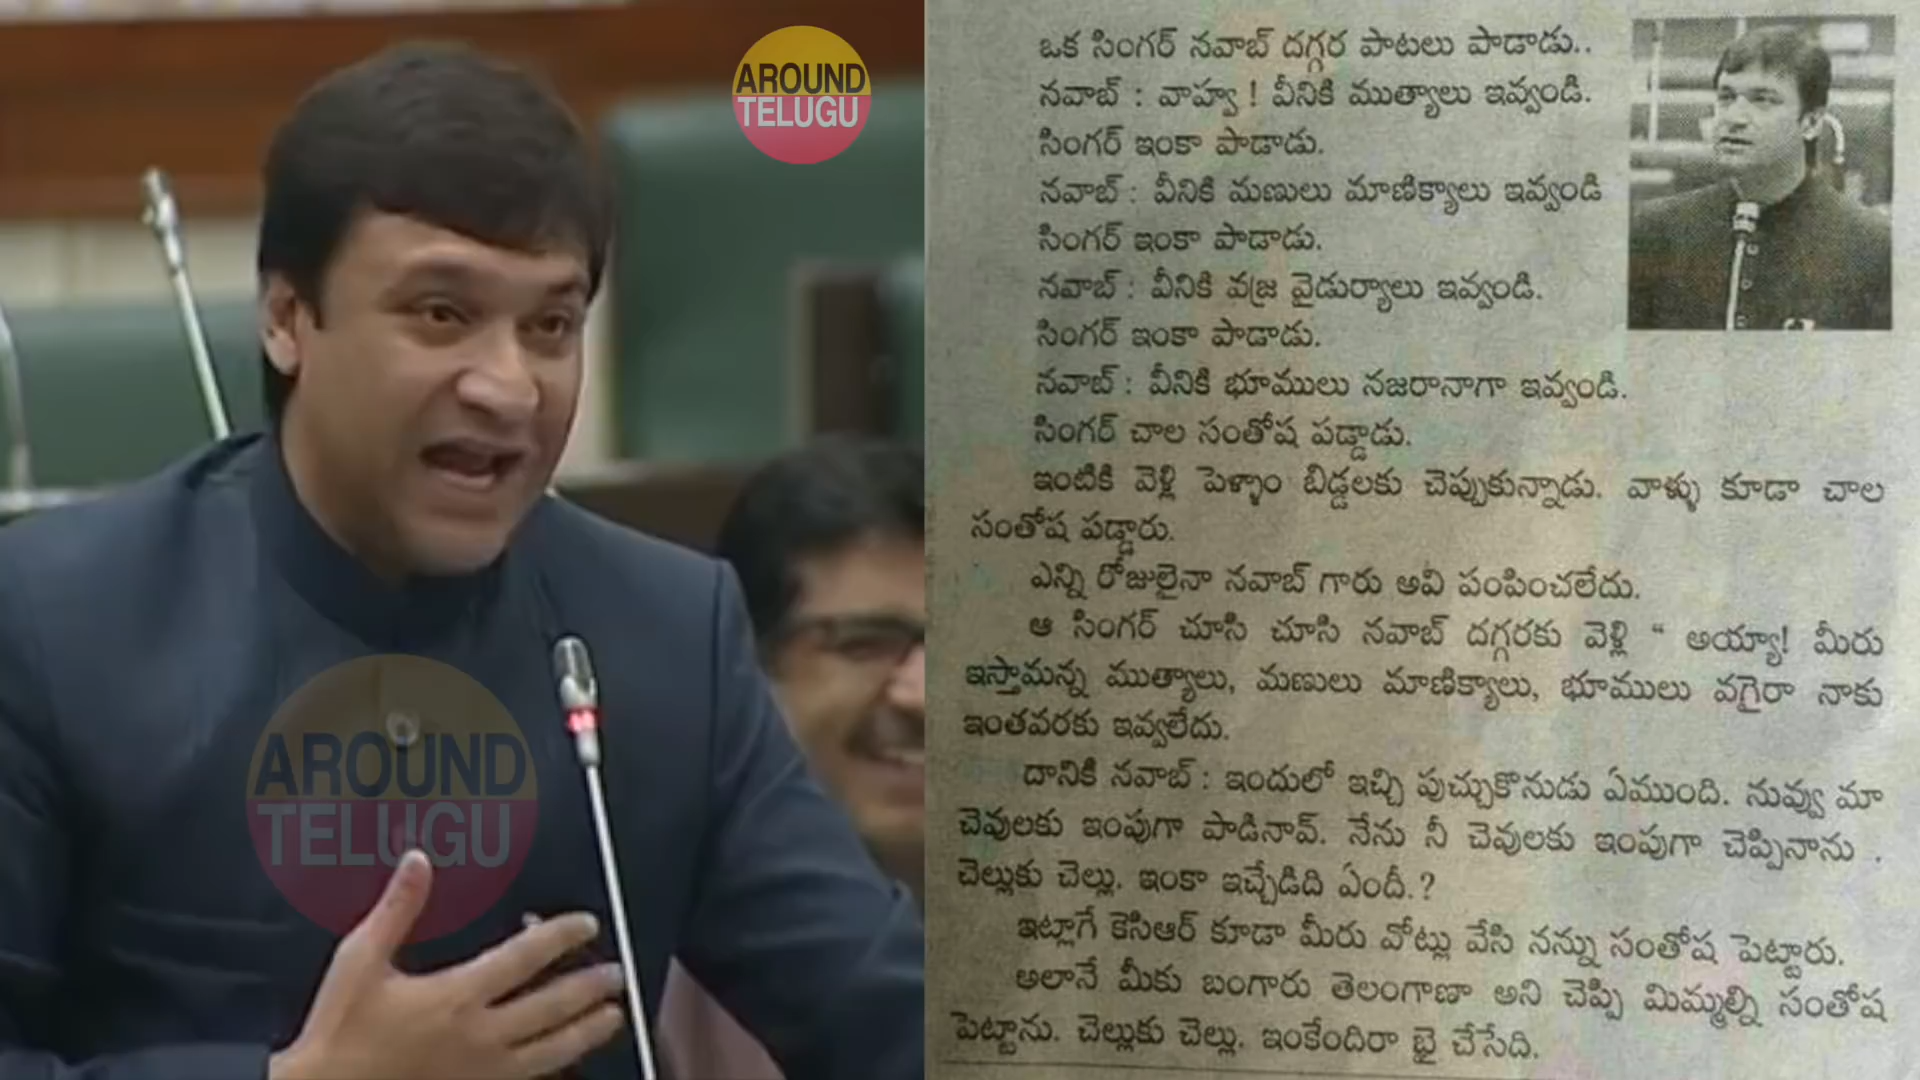 AROUND
TELUGU
AROUND
TELUGU
ఒక సింగర్ నవాబ్ దగ్గర పాటలు పాడాడు..
నవాబ్ : వాహ్వ ! వీనికి ముత్యాలు ఇవ్వండి.
సింగర్ ఇంకా పాడాడు.
నవాబ్ : వీనికి మణులు మాణిక్యాలు ఇవ్వండి
సింగర్ ఇంకా పాడాడు.
నవాబ్ : వీనికి వజ్ర వైడుర్యాలు ఇవ్వండి.
సింగర్ ఇంకా పాడాడు.
నవాబ్ : వీనికి భూములు నజరానాగా ఇవ్వండి.
సింగర్ చాల సంతోష పడ్డాడు.
ఇంటికి వెళ్లి పెళ్ళాం బిడ్డలకు చెప్పుకున్నాడు. వాళ్ళు కూడా చాల
సంతోష పడ్డారు.
ఎన్ని రోజులైనా నవాబ్ గారు అవి పంపించలేదు.
ఆ సింగర్ చూసి చూసి నవాబ్ దగ్గరకు వెళ్లి “ అయ్యా! మీరు
ఇస్తామన్న ముత్యాలు, మణులు మాణిక్యాలు, భూములు వగైరా నాకు
ఇంతవరకు ఇవ్వలేదు.
దానికి నవాబ్ : ఇందులో ఇచ్చి పుచ్చుకొనుడు ఏముంది. నువ్వు మా
చెవులకు ఇంపుగా పాడినావ్. నేను నీ చెవులకు ఇంపుగా చెప్పినాను .
చెల్లుకు చెల్లు. ఇంకా ఇచ్చేడిది ఏందీ.?
ఇట్లాగే కెసిఆర్ కూడా మీరు వోట్లు వేసి నన్ను సంతోష పెట్టారు.
అలానే మీకు బంగారు తెలంగాణా అని చెప్పి మిమ్మల్ని సంతోష
పెట్టాను. చెల్లుకు చెల్లు. ఇంకేందిరా భై చేసేది.